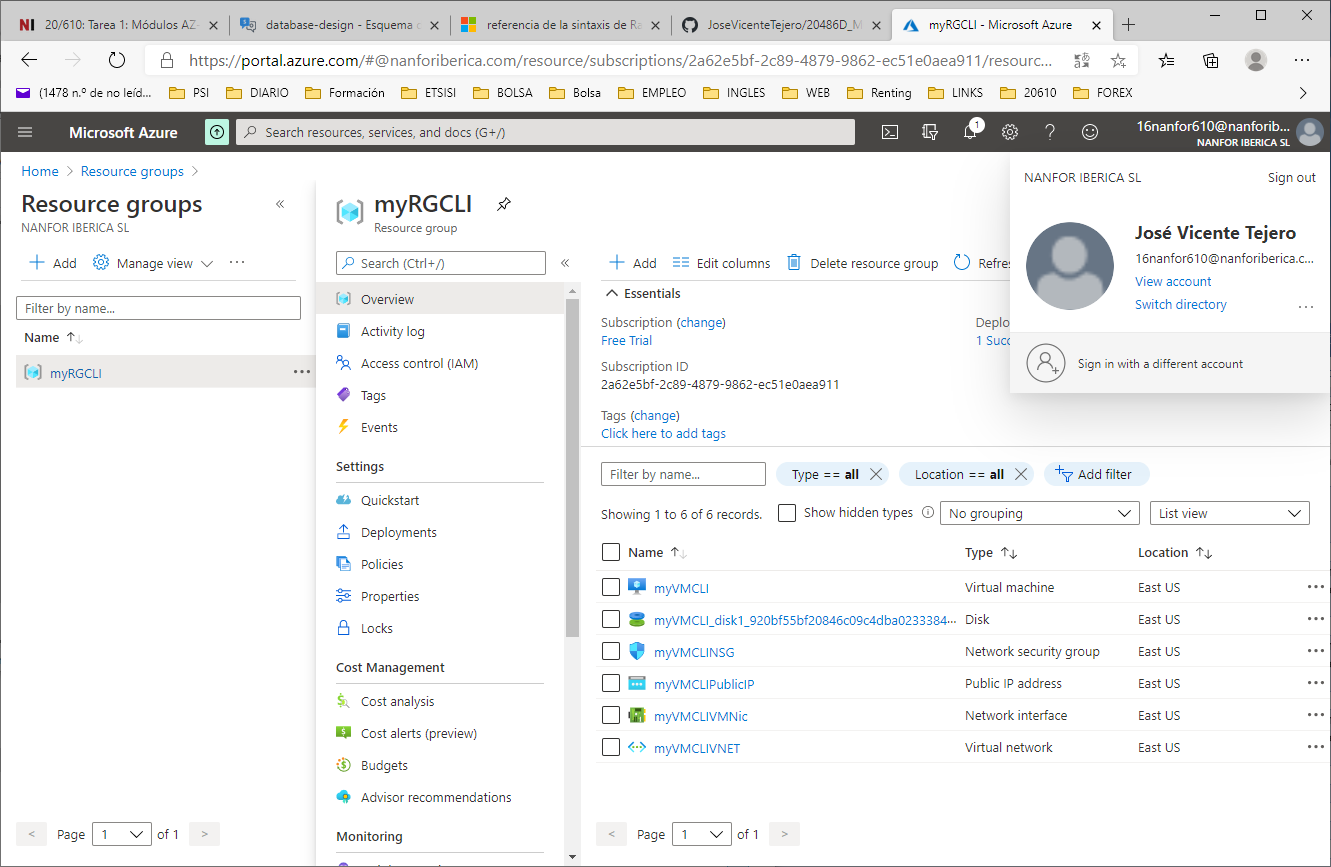 20/610: Tarea 1: Módulos AZ-
database-design - Esquema d
referencia de la sintaxis de Ra
JoseVicenteTejero/20486D_M
myRGCLI - Microsoft Azure
https://portal.azure.com/#@nanforiberica.com/resource/subscriptions/2a62e5bf-2c89-4879-9862-ec51e0aea911/resourc...
(1478 n.º de no leíd...
PSI
DIARIO
Formación
ETSISI
BOLSA
Bolsa
EMPLEO
INGLES
WEB
Renting
LINKS
20610
FOREX
Microsoft Azure
Search resources, services, and docs (G+/)
1
16nanfor610@nanforib...
NANFOR IBERICA SL
Home > Resource groups >
Resource groups
NANFOR IBERICA SL
Add
Manage view
Filter by name...
Name
myRGCLI
Page 1 of 1
myRGCLI
Resource group
Search (Ctrl+/)
Overview
Activity log
Access control (IAM)
Tags
Events
Settings
Quickstart
Deployments
Policies
Properties
Locks
Cost Management
Cost analysis
Cost alerts (preview)
Budgets
Advisor recommendations
Monitoring
Add
Edit columns
Delete resource group
Refres
Essentials
Subscription (change)
Free Trial
Subscription ID
2a62e5bf-2c89-4879-9862-ec51e0aea911
Tags (change)
Click here to add tags
Deplo
1 Succ
NANFOR IBERICA SL
Sign out
José Vicente Tejero
16nanfor610@nanforiberica.c...
View account
Switch directory
Sign in with a different account
Filter by name...
Type == all
Location == all
Add filter
Showing 1 to 6 of 6 records.
Show hidden types
No grouping
List view
Name Type Location
myVMCLI Virtual machine East US
myVMCLI_disk1_920bf55bf20846c09c4dba0233384... Disk East US
myVMCLINSG Network security group East US
myVMCLIPublicIP Public IP address East US
myVMCLIVMNic Network interface East US
myVMCLIVNET Virtual network East US
Page 1 of 1